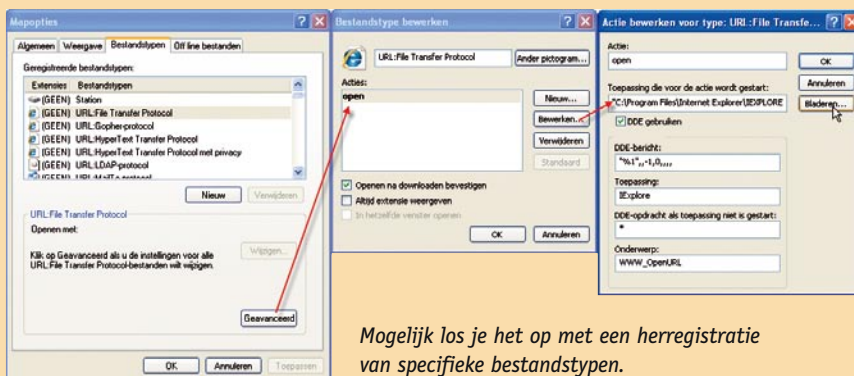 Mapopties
Algemeen Weergave Bestandstypen Off line bestanden
Geregistreerde bestandstypen:
Extensies Bestandstypen
(GEEN) Station
(GEEN) URL:File Transfer Protocol
(GEEN) URL:Gopher-protocol
(GEEN) URL:HyperText Transfer Protocol
(GEEN) URL:HyperText Transfer Protocol met privacy
(GEEN) URL:LDAP-protocol
(GEEN) URL:MailTo-protocol
Nieuw Verwijderen
URL:File Transfer Protocol
Openen met:
Wijzigen...
Klik op Geavanceerd als u de instellingen voor alle
URL:File Transfer Protocol-bestanden wilt wijzigen.
Geavanceerd
OK Annuleren Toepassen
Bestandstype bewerken
URL:File Transfer Protocol
Ander pictogram...
Acties:
open
Nieuw...
Bewerken...
Verwijderen
Standaard
Openen na downloaden bevestigen
Altijd extensie weergeven
In hetzelfde venster openen
OK Annuleren
Actie bewerken voor type: URL:File Transfe...
Actie:
open
OK
Annuleren
Toepassing die voor de actie wordt gestart:
"C:\Program Files\Internet Explorer\IEXPLORE
Bladeren...
DDE gebruiken
DDE-bericht:
"%1",,-1,0,,,,
Toepassing:
IExplore
DDE-opdracht als toepassing niet is gestart:
*
Onderwerp:
WWW_OpenURL
Mogelijk los je het op met een herregistratie
van specifieke bestandstypen.